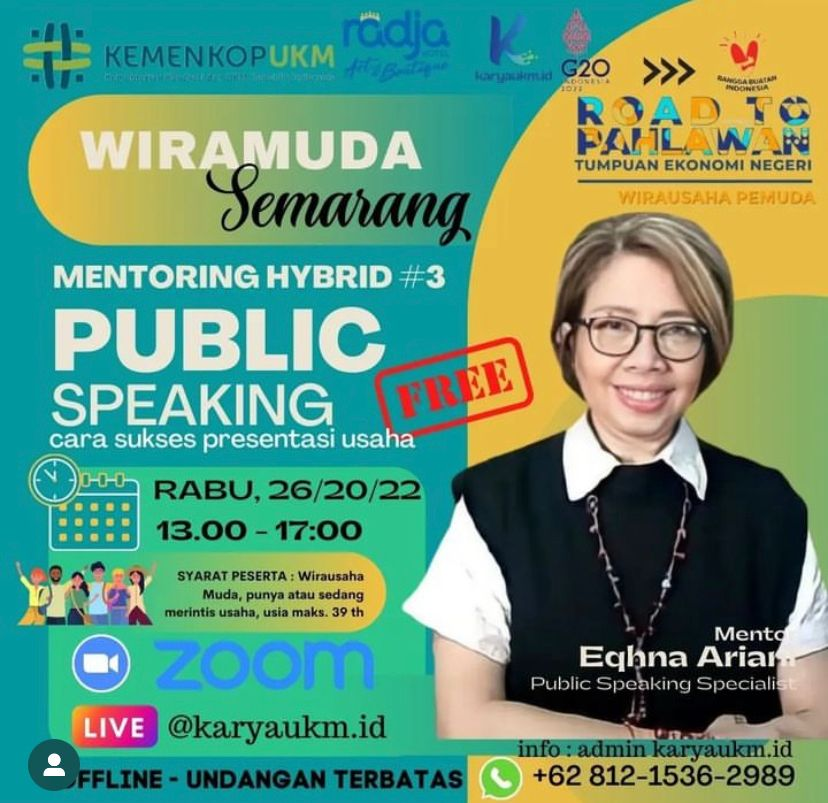 KEMENKOPUKM
radja
HOTEL
Art & Boutique
karyaukm.id
G20
INDONESIA
2022
>>>
BANGGA BUATAN
INDONESIA
ROAD TO
PAHLAWAN
TUMPUAN EKONOMI NEGERI
WIRAUSAHA PEMUDA
WIRAMUDA
Semarang
MENTORING HYBRID #3
PUBLIC
SPEAKING
cara sukses presentasi usaha
FREE
RABU, 26/20/22
13.00 - 17:00
SYARAT PESERTA : Wirausaha
Muda, punya atau sedang
merintis usaha, usia maks. 39 th
zoom
LIVE @karyaukm.id
Mentor
Eqhna Ariani
Public Speaking Specialist
info : admin karyaukm.id
+62 812-1536-2989
OFFLINE - UNDANGAN TERBATAS